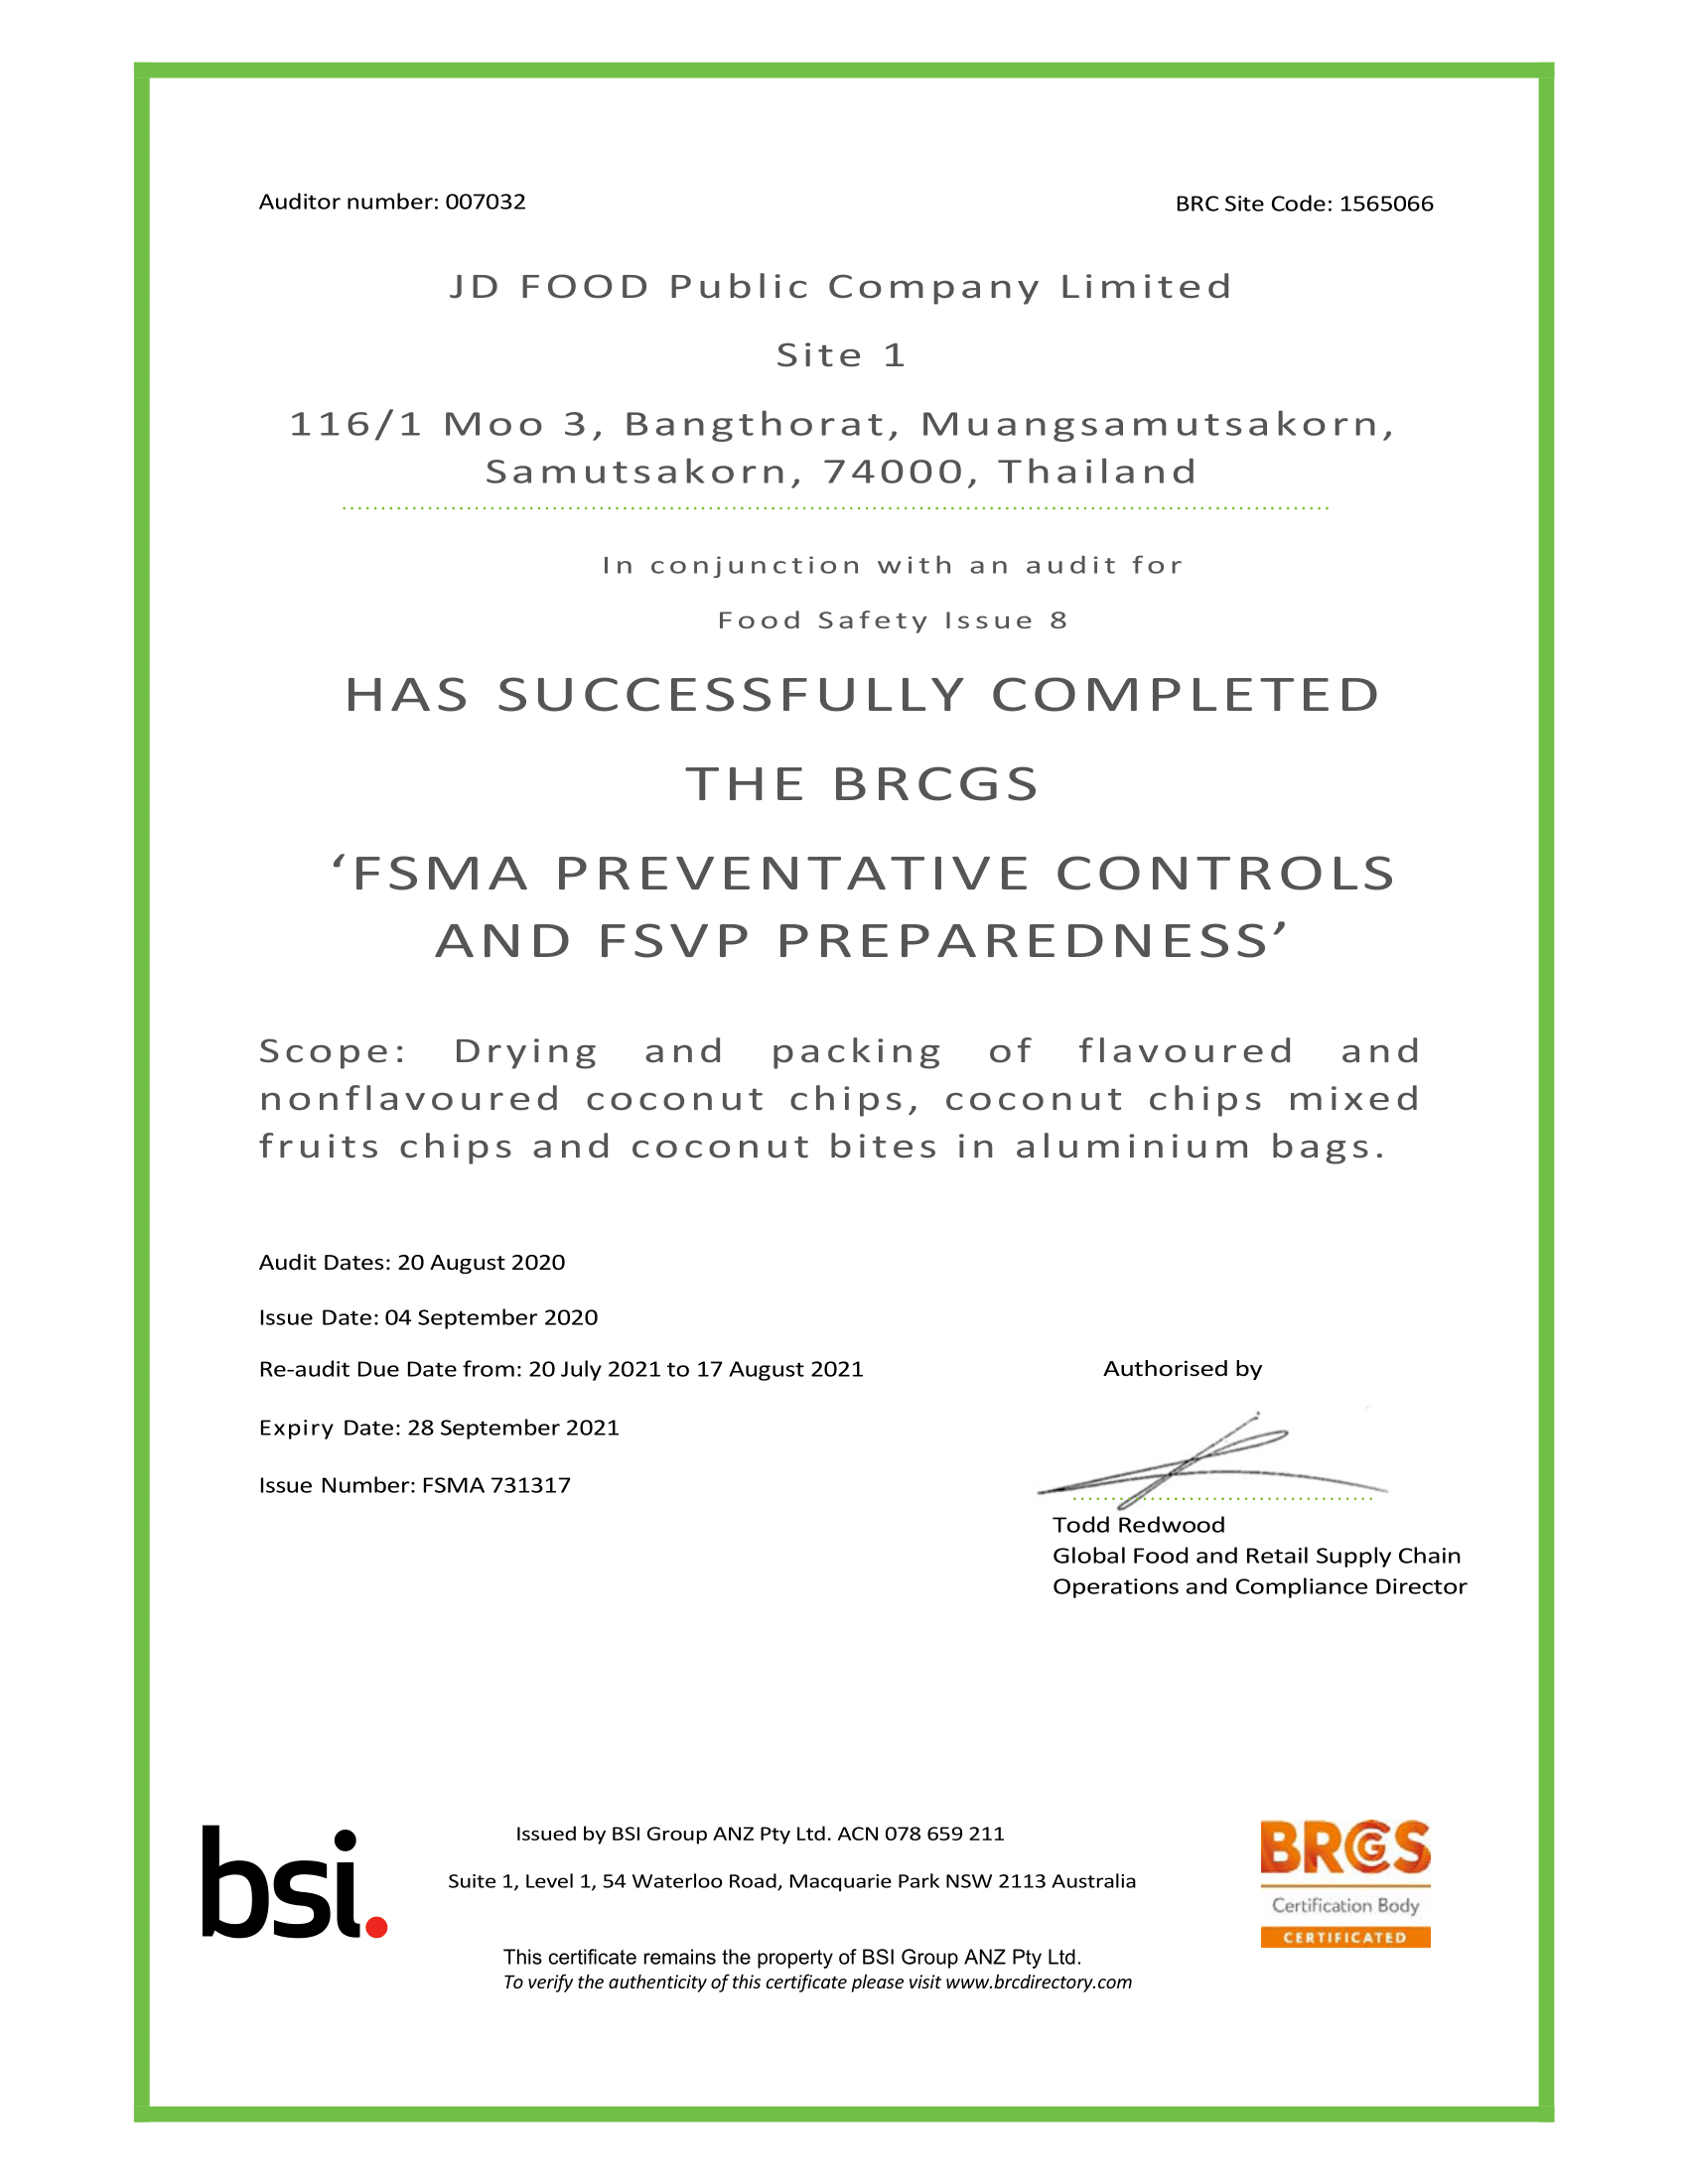 Auditor number: 007032
BRC Site Code: 1565066
JD FOOD Public Company Limited
Site 1
116/1 Moo 3, Bangthorat, Muangsamutsakorn,
Samutsakorn, 74000, Thailand
In conjunction with an audit for
Food Safety Issue 8
HAS SUCCESSFULLY COMPLETED
THE BRCGS
‘FSMA PREVENTATIVE CONTROLS
AND FSVP PREPAREDNESS’
Scope: Drying and packing of flavoured and
nonflavoured coconut chips, coconut chips mixed
fruits chips and coconut bites in aluminium bags.
Audit Dates: 20 August 2020
Issue Date: 04 September 2020
Re-audit Due Date from: 20 July 2021 to 17 August 2021
Authorised by
Expiry Date: 28 September 2021
Issue Number: FSMA 731317
Todd Redwood
Global Food and Retail Supply Chain
Operations and Compliance Director
bsi.
Issued by BSI Group ANZ Pty Ltd. ACN 078 659 211
Suite 1, Level 1, 54 Waterloo Road, Macquarie Park NSW 2113 Australia
BRCGS
Certification Body
CERTIFICATED
This certificate remains the property of BSI Group ANZ Pty Ltd.
To verify the authenticity of this certificate please visit www.brcdirectory.com